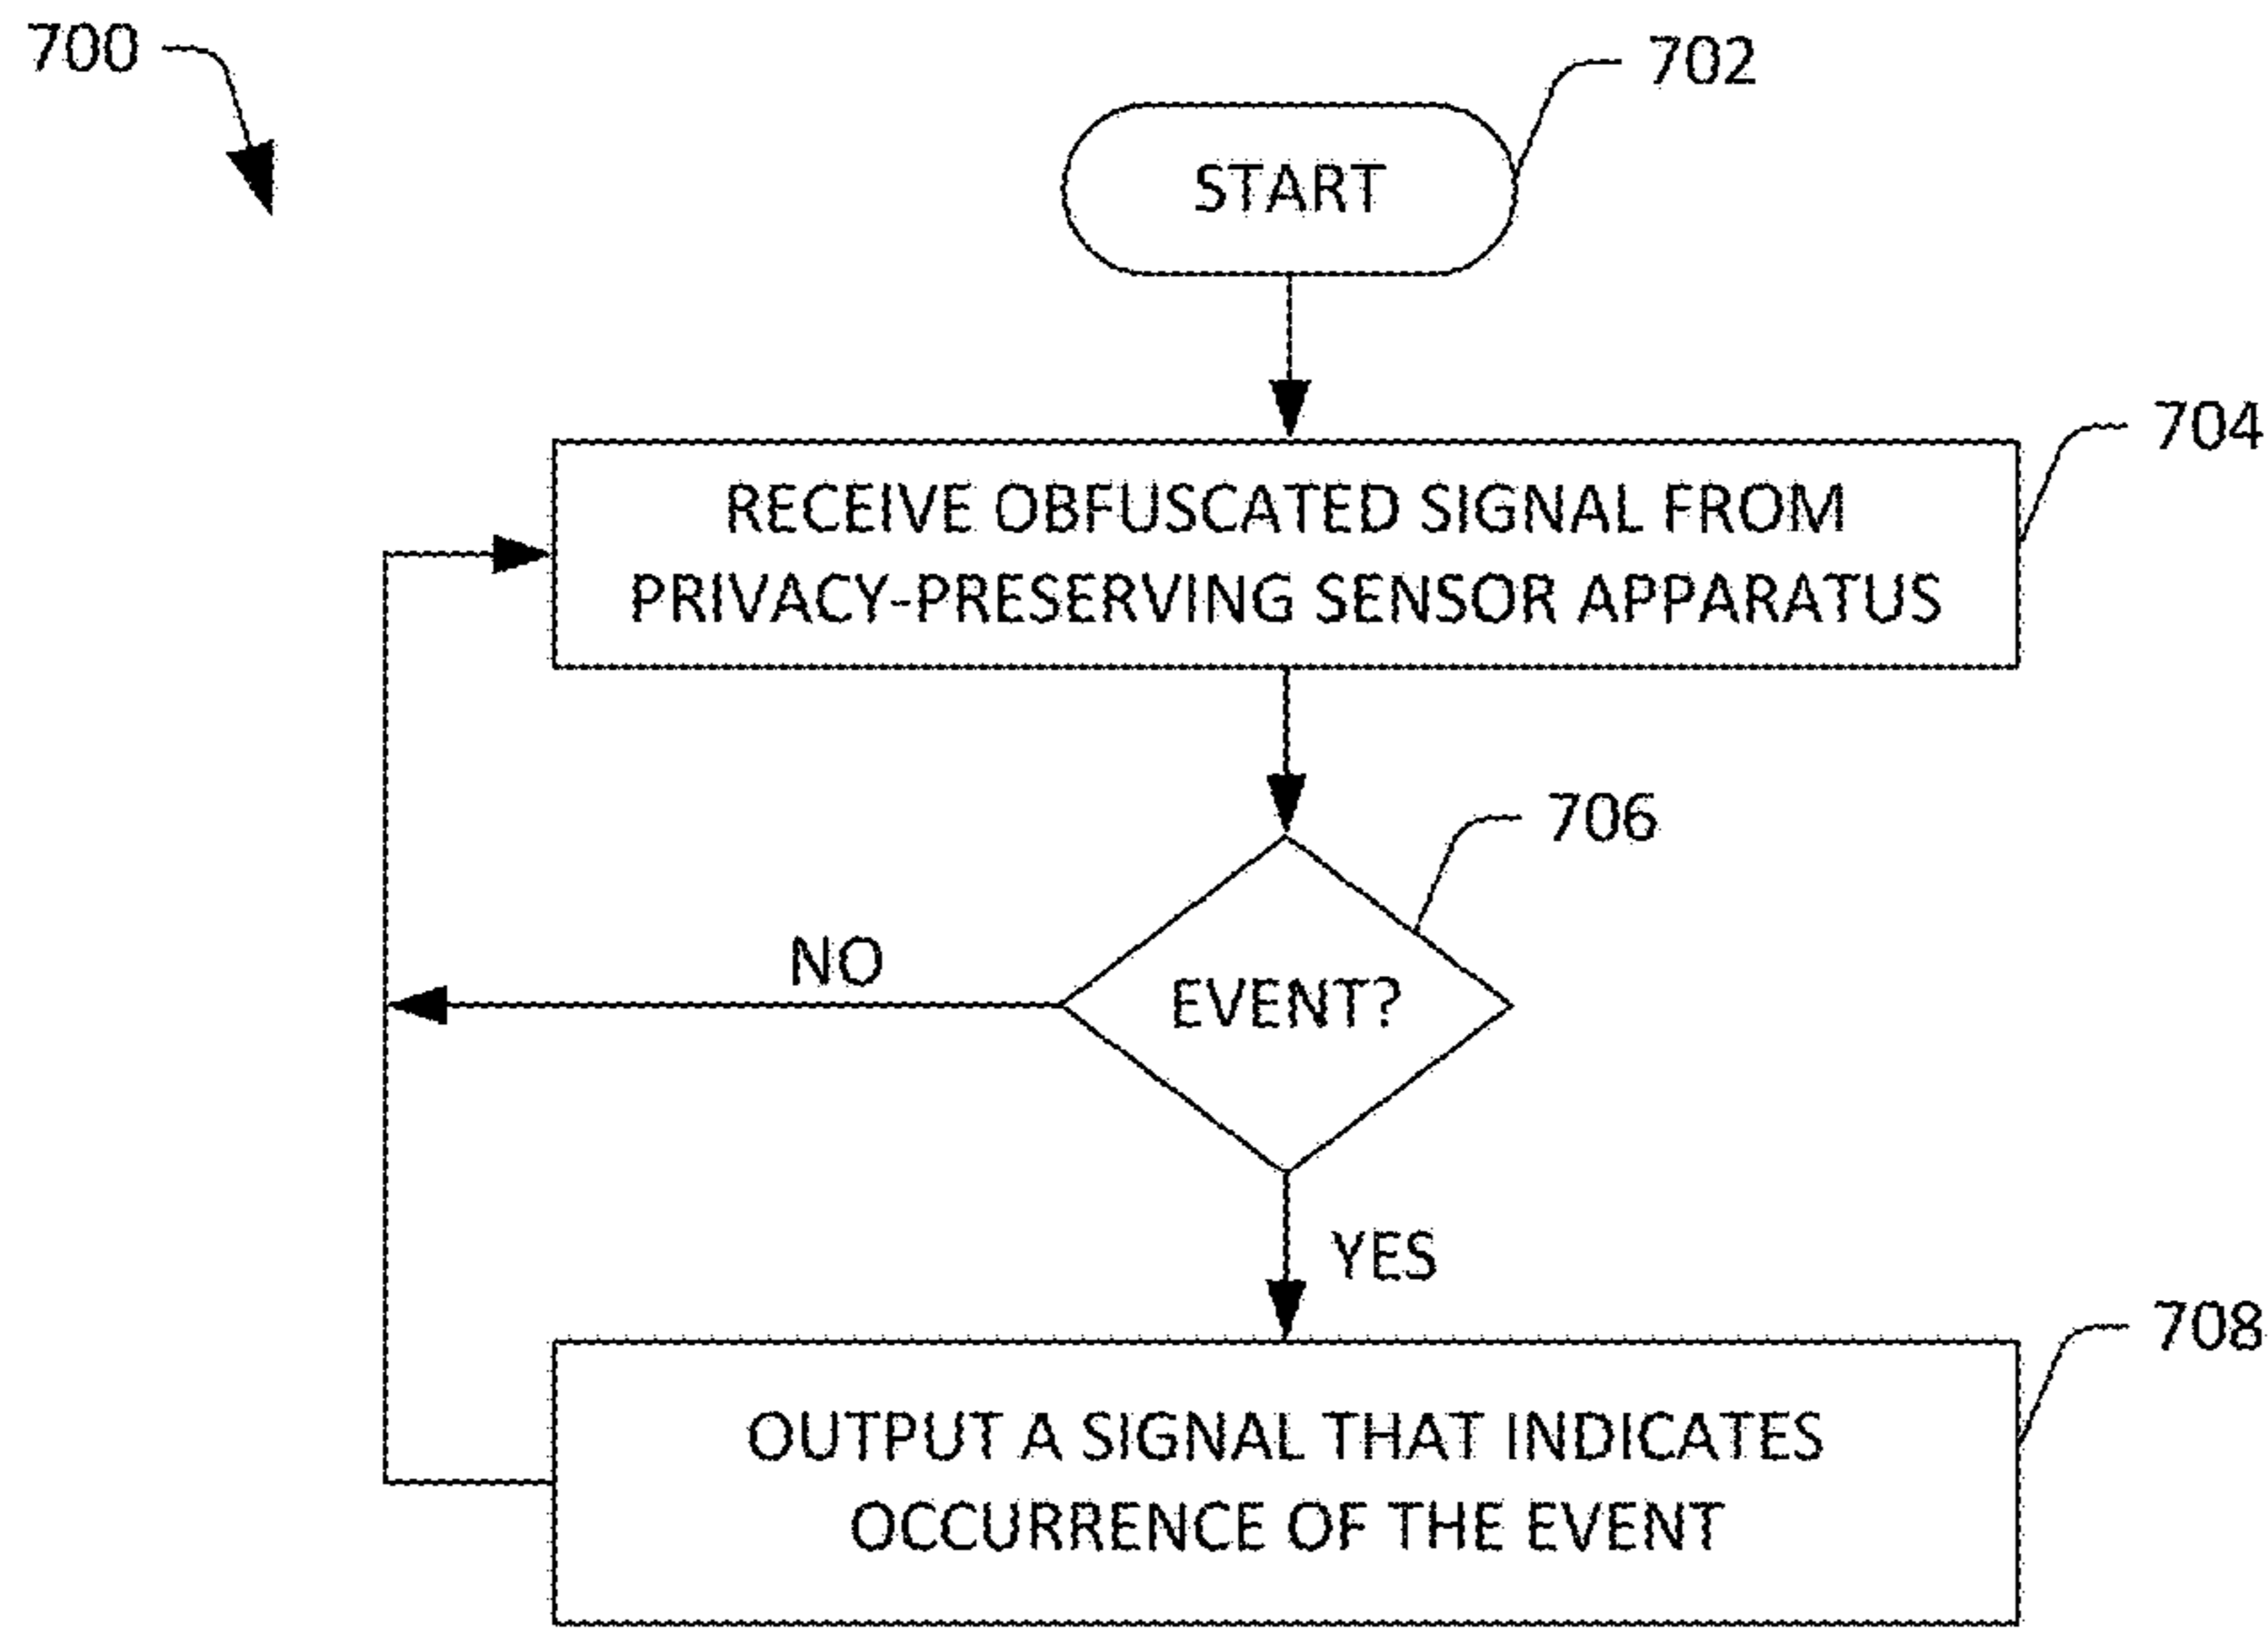 700
702
START
704
RECEIVE OBFUSCATED SIGNAL FROM
PRIVACY-PRESERVING SENSOR APPARATUS
706
NO
EVENT?
YES
708
OUTPUT A SIGNAL THAT INDICATES
OCCURRENCE OF THE EVENT